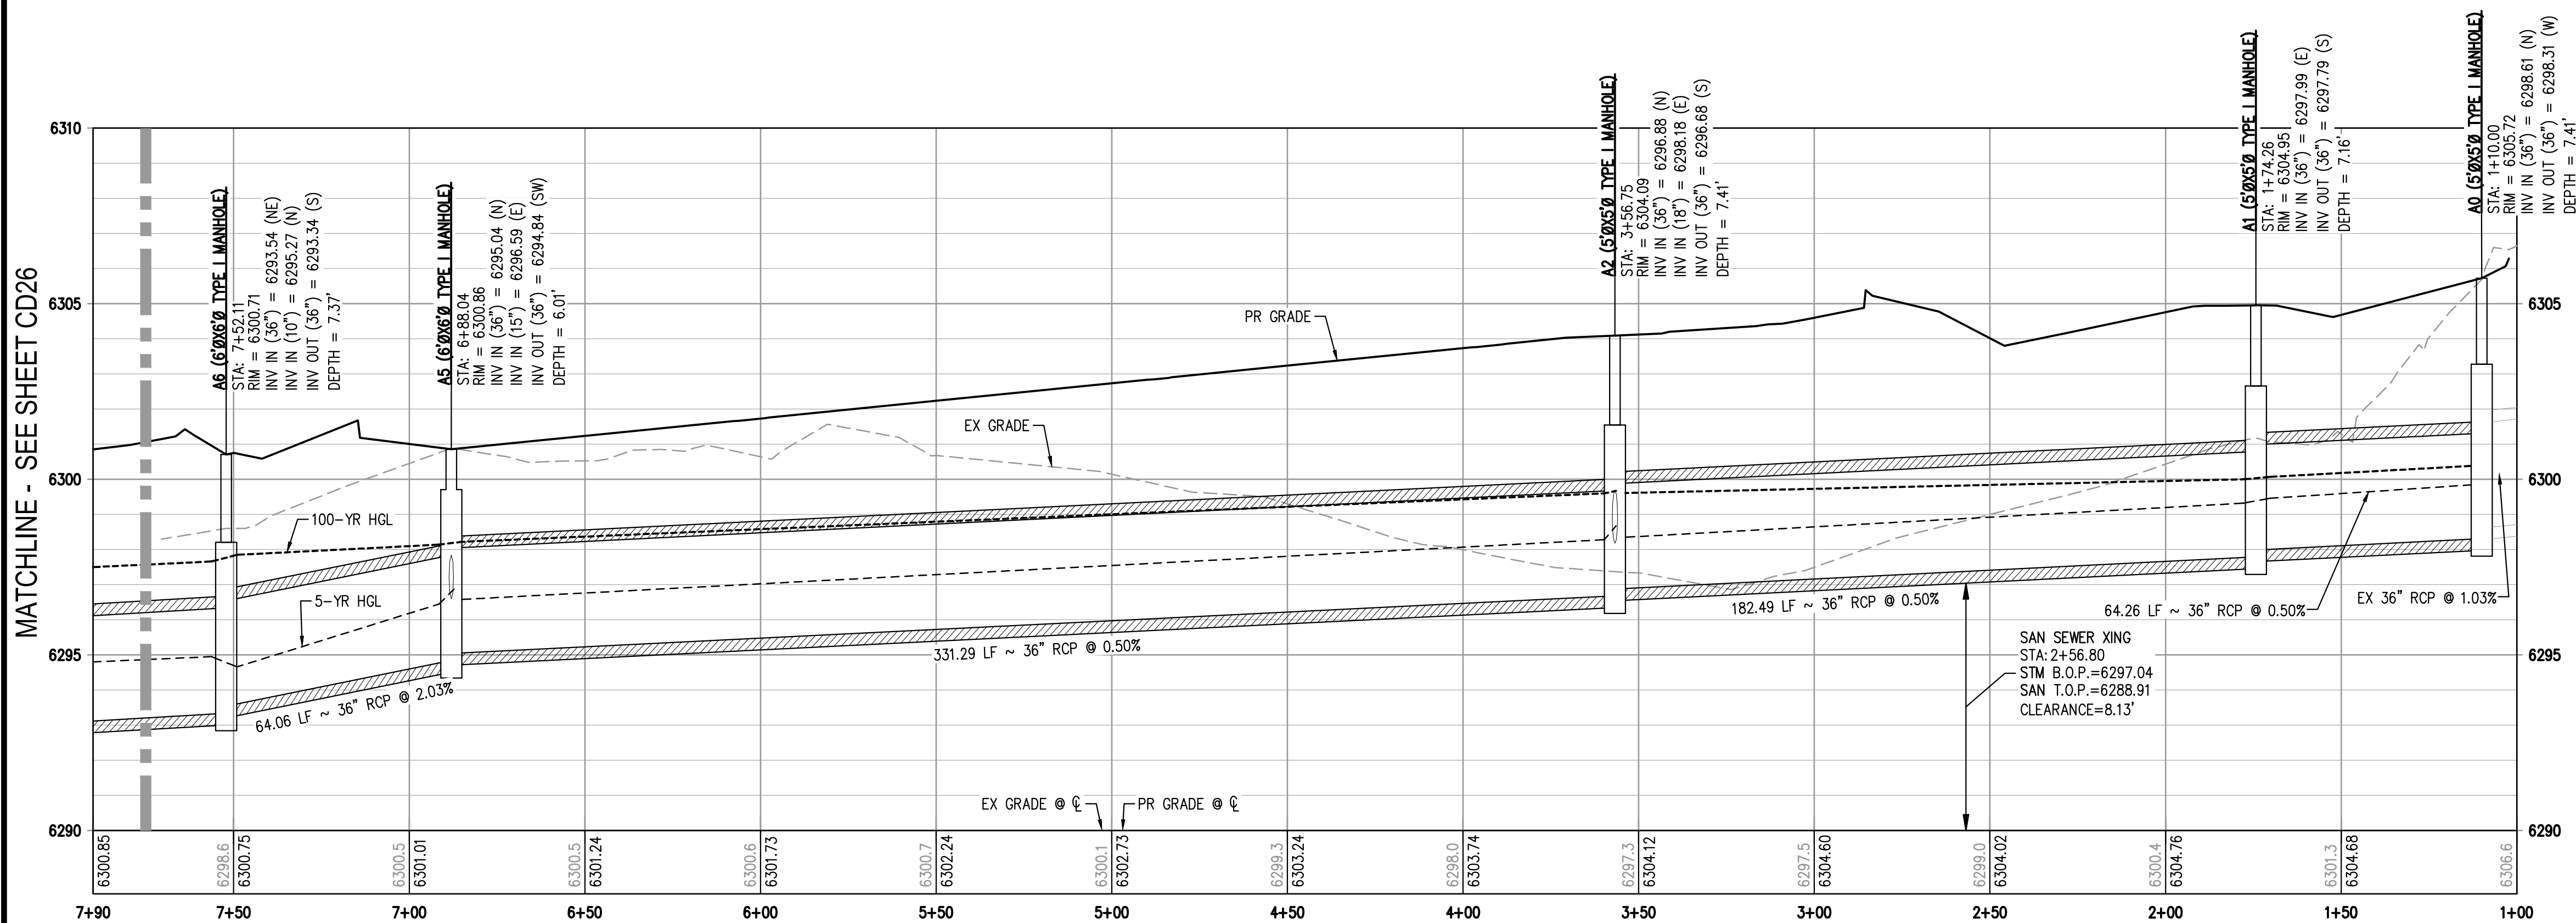 MATCHLINE - SEE SHEET CD26
6310
6305
6300
6295
6290
A6 (6'ØX6'Ø TYPE I MANHOLE)
STA: 7+52.11
RIM = 6300.71
INV IN (36") = 6293.54 (NE)
INV IN (10") = 6295.27 (N)
INV OUT (36") = 6293.34 (S)
DEPTH = 7.37'
A5 (6'ØX6'Ø TYPE I MANHOLE)
STA: 6+88.04
RIM = 6300.86
INV IN (36") = 6295.04 (N)
INV IN (15") = 6296.59 (E)
INV OUT (36") = 6294.84 (SW)
DEPTH = 6.01'
A2 (5'ØX5'Ø TYPE I MANHOLE)
STA: 3+56.75
RIM = 6304.09
INV IN (36") = 6296.88 (N)
INV IN (18") = 6298.18 (E)
INV OUT (36") = 6296.68 (S)
DEPTH = 7.41'
A1 (5'ØX5'Ø TYPE I MANHOLE)
STA: 1+74.26
RIM = 6304.95
INV IN (36") = 6297.99 (E)
INV OUT (36") = 6297.79 (S)
DEPTH = 7.16'
A0 (5'ØX5'Ø TYPE I MANHOLE)
STA: 1+10.00
RIM = 6305.72
INV IN (36") = 6298.61 (N)
INV OUT (36") = 6298.31 (W)
DEPTH = 7.41'
6305
6300
6295
6290
PR GRADE
EX GRADE
100-YR HGL
5-YR HGL
64.06 LF ~ 36" RCP @ 2.03%
331.29 LF ~ 36" RCP @ 0.50%
182.49 LF ~ 36" RCP @ 0.50%
64.26 LF ~ 36" RCP @ 0.50%
EX 36" RCP @ 1.03%
SAN SEWER XING
STA: 2+56.80
STM B.O.P.=6297.04
SAN T.O.P.=6288.91
CLEARANCE=8.13'
EX GRADE @ ℄
PR GRADE @ ℄
6300.85
6298.6
6300.75
6300.5
6301.01
6300.5
6301.24
6300.6
6301.73
6300.7
6302.24
6300.1
6302.73
6299.3
6303.24
6298.0
6303.74
6297.3
6304.12
6297.5
6304.60
6299.0
6304.02
6300.4
6304.76
6301.3
6304.68
6306.6
7+90 7+50 7+00 6+50 6+00 5+50 5+00 4+50 4+00 3+50 3+00 2+50 2+00 1+50 1+00